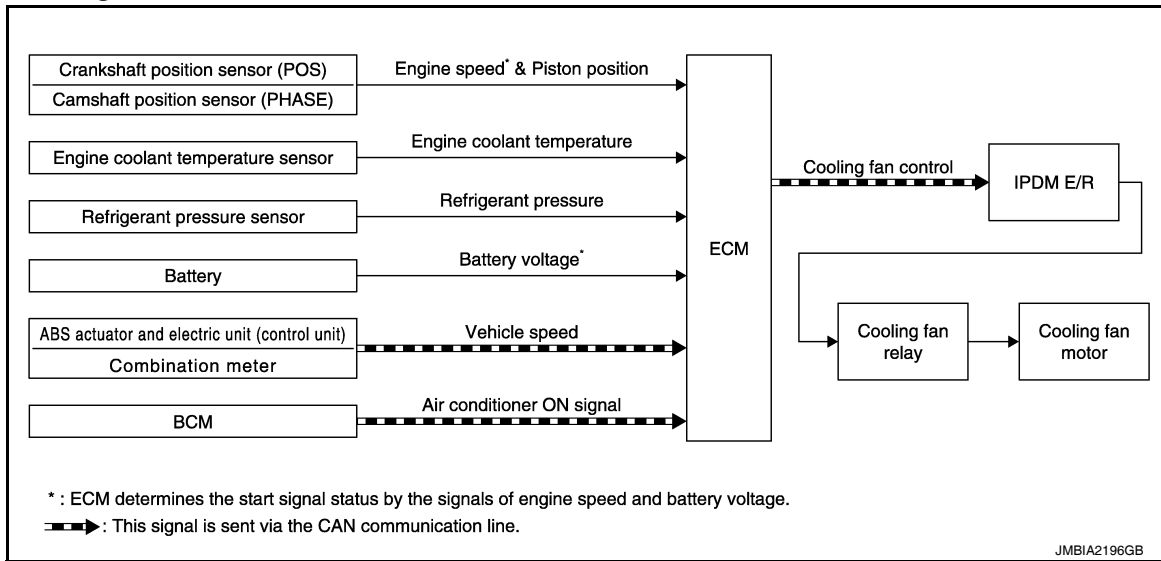 Crankshaft position sensor (POS)
Camshaft position sensor (PHASE)
Engine speed* & Piston position
Engine coolant temperature sensor
Engine coolant temperature
Refrigerant pressure sensor
Refrigerant pressure
Battery
Battery voltage*
ABS actuator and electric unit (control unit)
Combination meter
Vehicle speed
BCM
Air conditioner ON signal
ECM
Cooling fan control
IPDM E/R
Cooling fan
relay
Cooling fan
motor
* : ECM determines the start signal status by the signals of engine speed and battery voltage.
: This signal is sent via the CAN communication line.
JMBIA2196GB